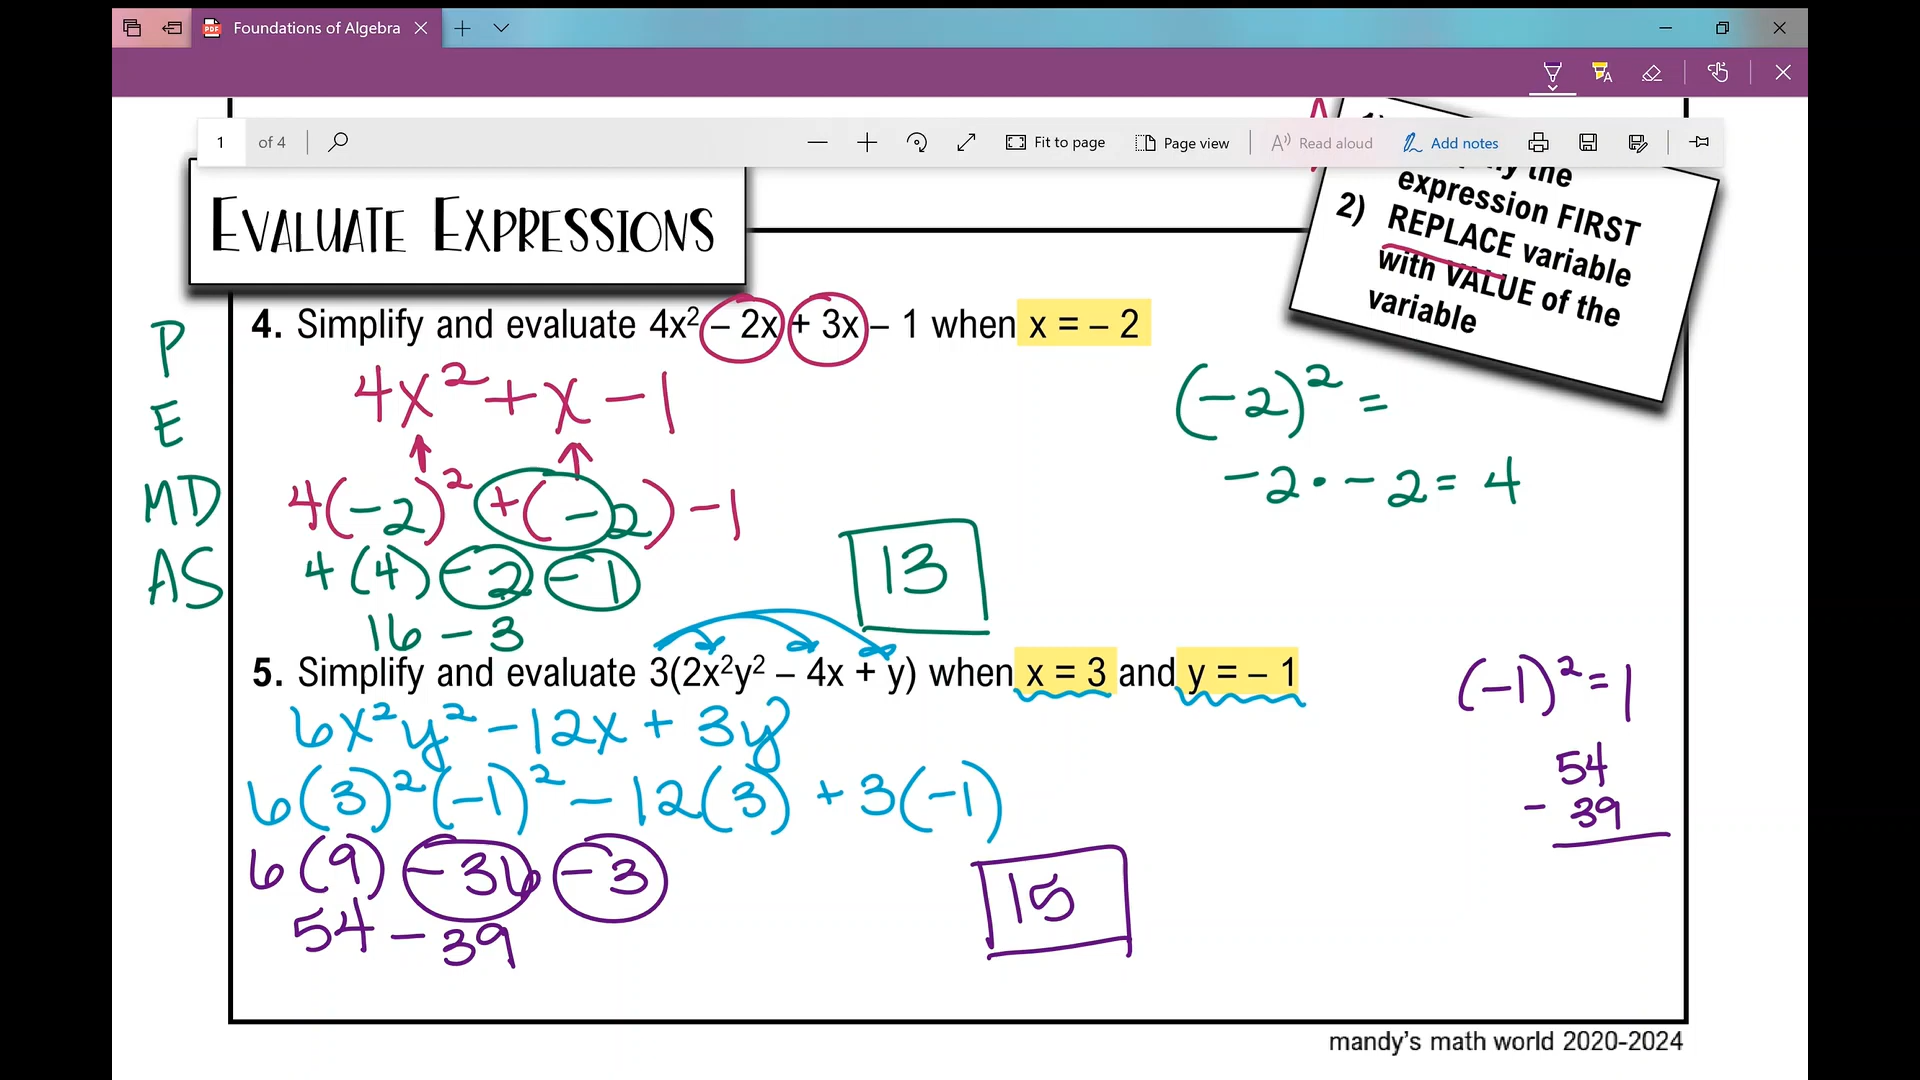 Foundations of Algebra
1 of 4
Fit to page
Page view
Read aloud
Add notes
EVALUATE EXPRESSIONS
the
expression FIRST
2) REPLACE variable
with VALUE of the
variable
P
E
MD
AS
4. Simplify and evaluate 4x² – 2x + 3x – 1 when x = – 2
4x² + x – 1
4(–2)² + (–2) – 1
4(4) – 2 – 1
16 – 3
13
(–2)² =
–2 • –2 = 4
5. Simplify and evaluate 3(2x²y² – 4x + y) when x = 3 and y = – 1
6x²y² – 12x + 3y
6(3)²(–1)² – 12(3) + 3(–1)
6(9) – 36 – 3
54 – 39
15
(–1)² = 1
54
– 39
mandy's math world 2020-2024